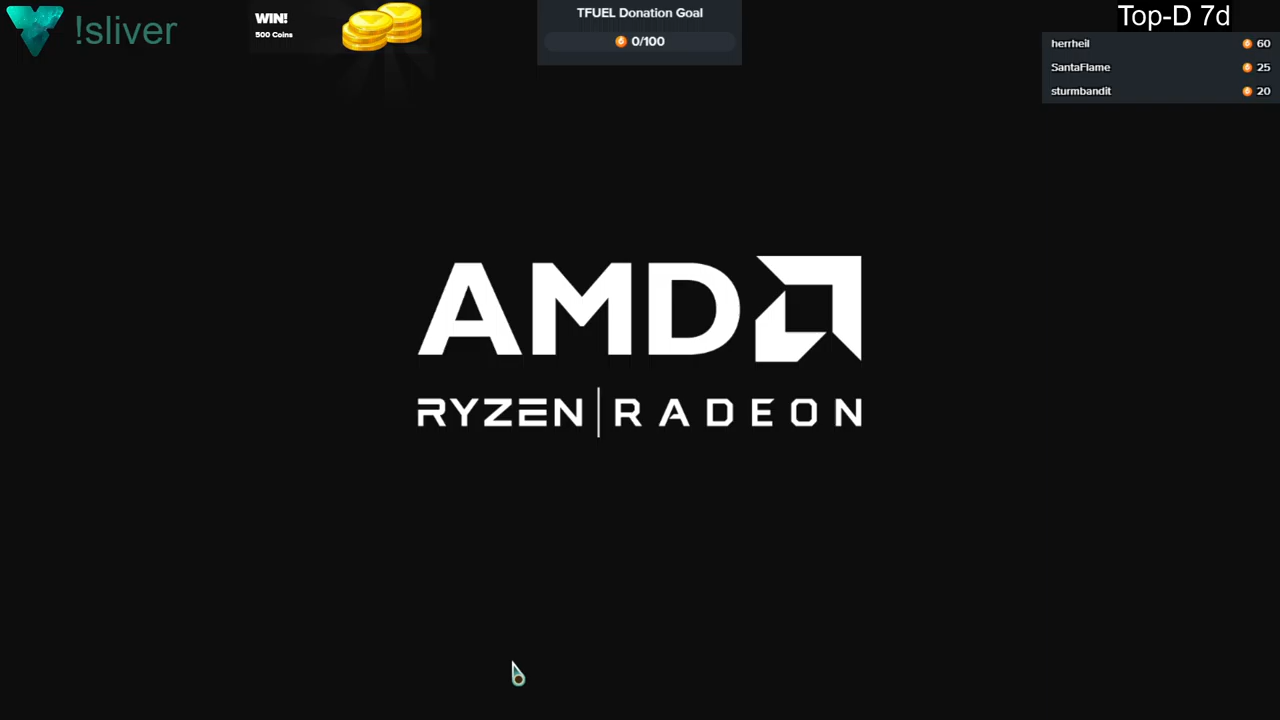 !sliver
WIN!
500 Coins
TFUEL Donation Goal
0/100
Top-D 7d
herrheil 60
SantaFlame 25
sturmbandit 20
AMD
RYZEN | RADEON